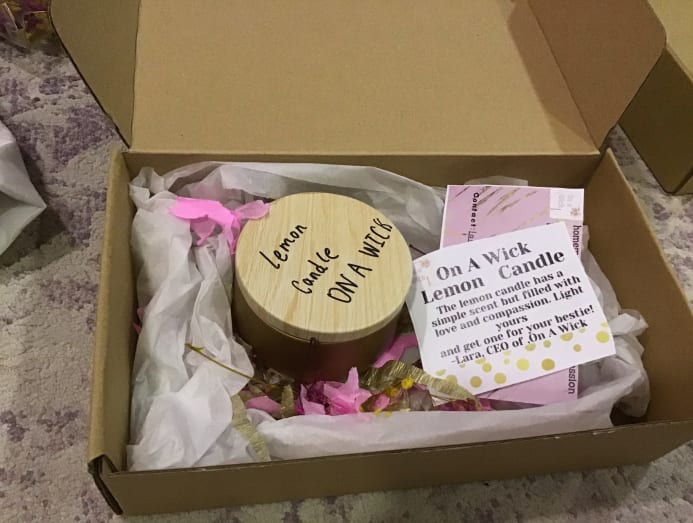 Lemon
Candle
ON A WICK
contact
On A Wick
Lemon Candle
The lemon candle has a
simple scent but filled with
love and compassion. Light
yours
and get one for your bestie!
-Lara, CEO of .On A Wick